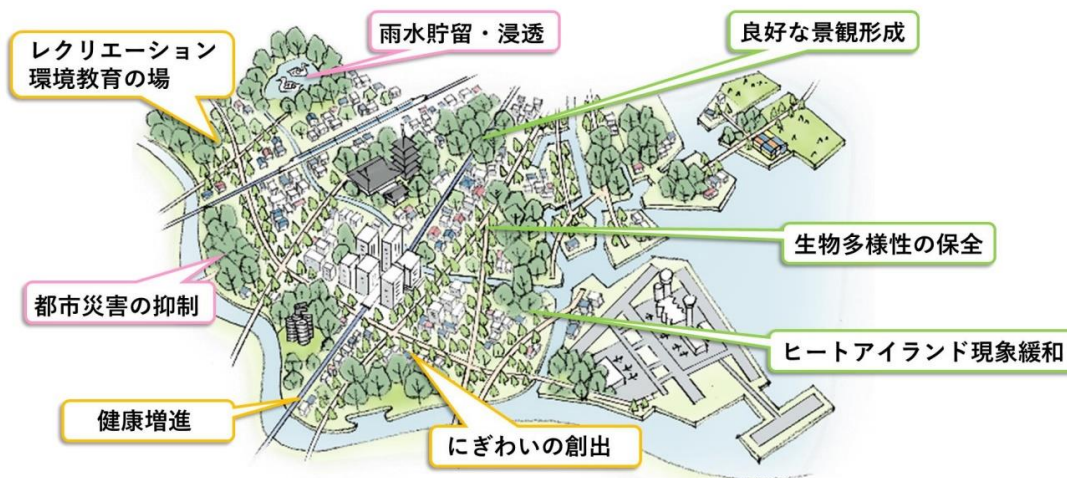 雨水貯留・浸透
良好な景観形成
レクリエーション
環境教育の場
生物多様性の保全
都市災害の抑制
ヒートアイランド現象緩和
健康増進
にぎわいの創出